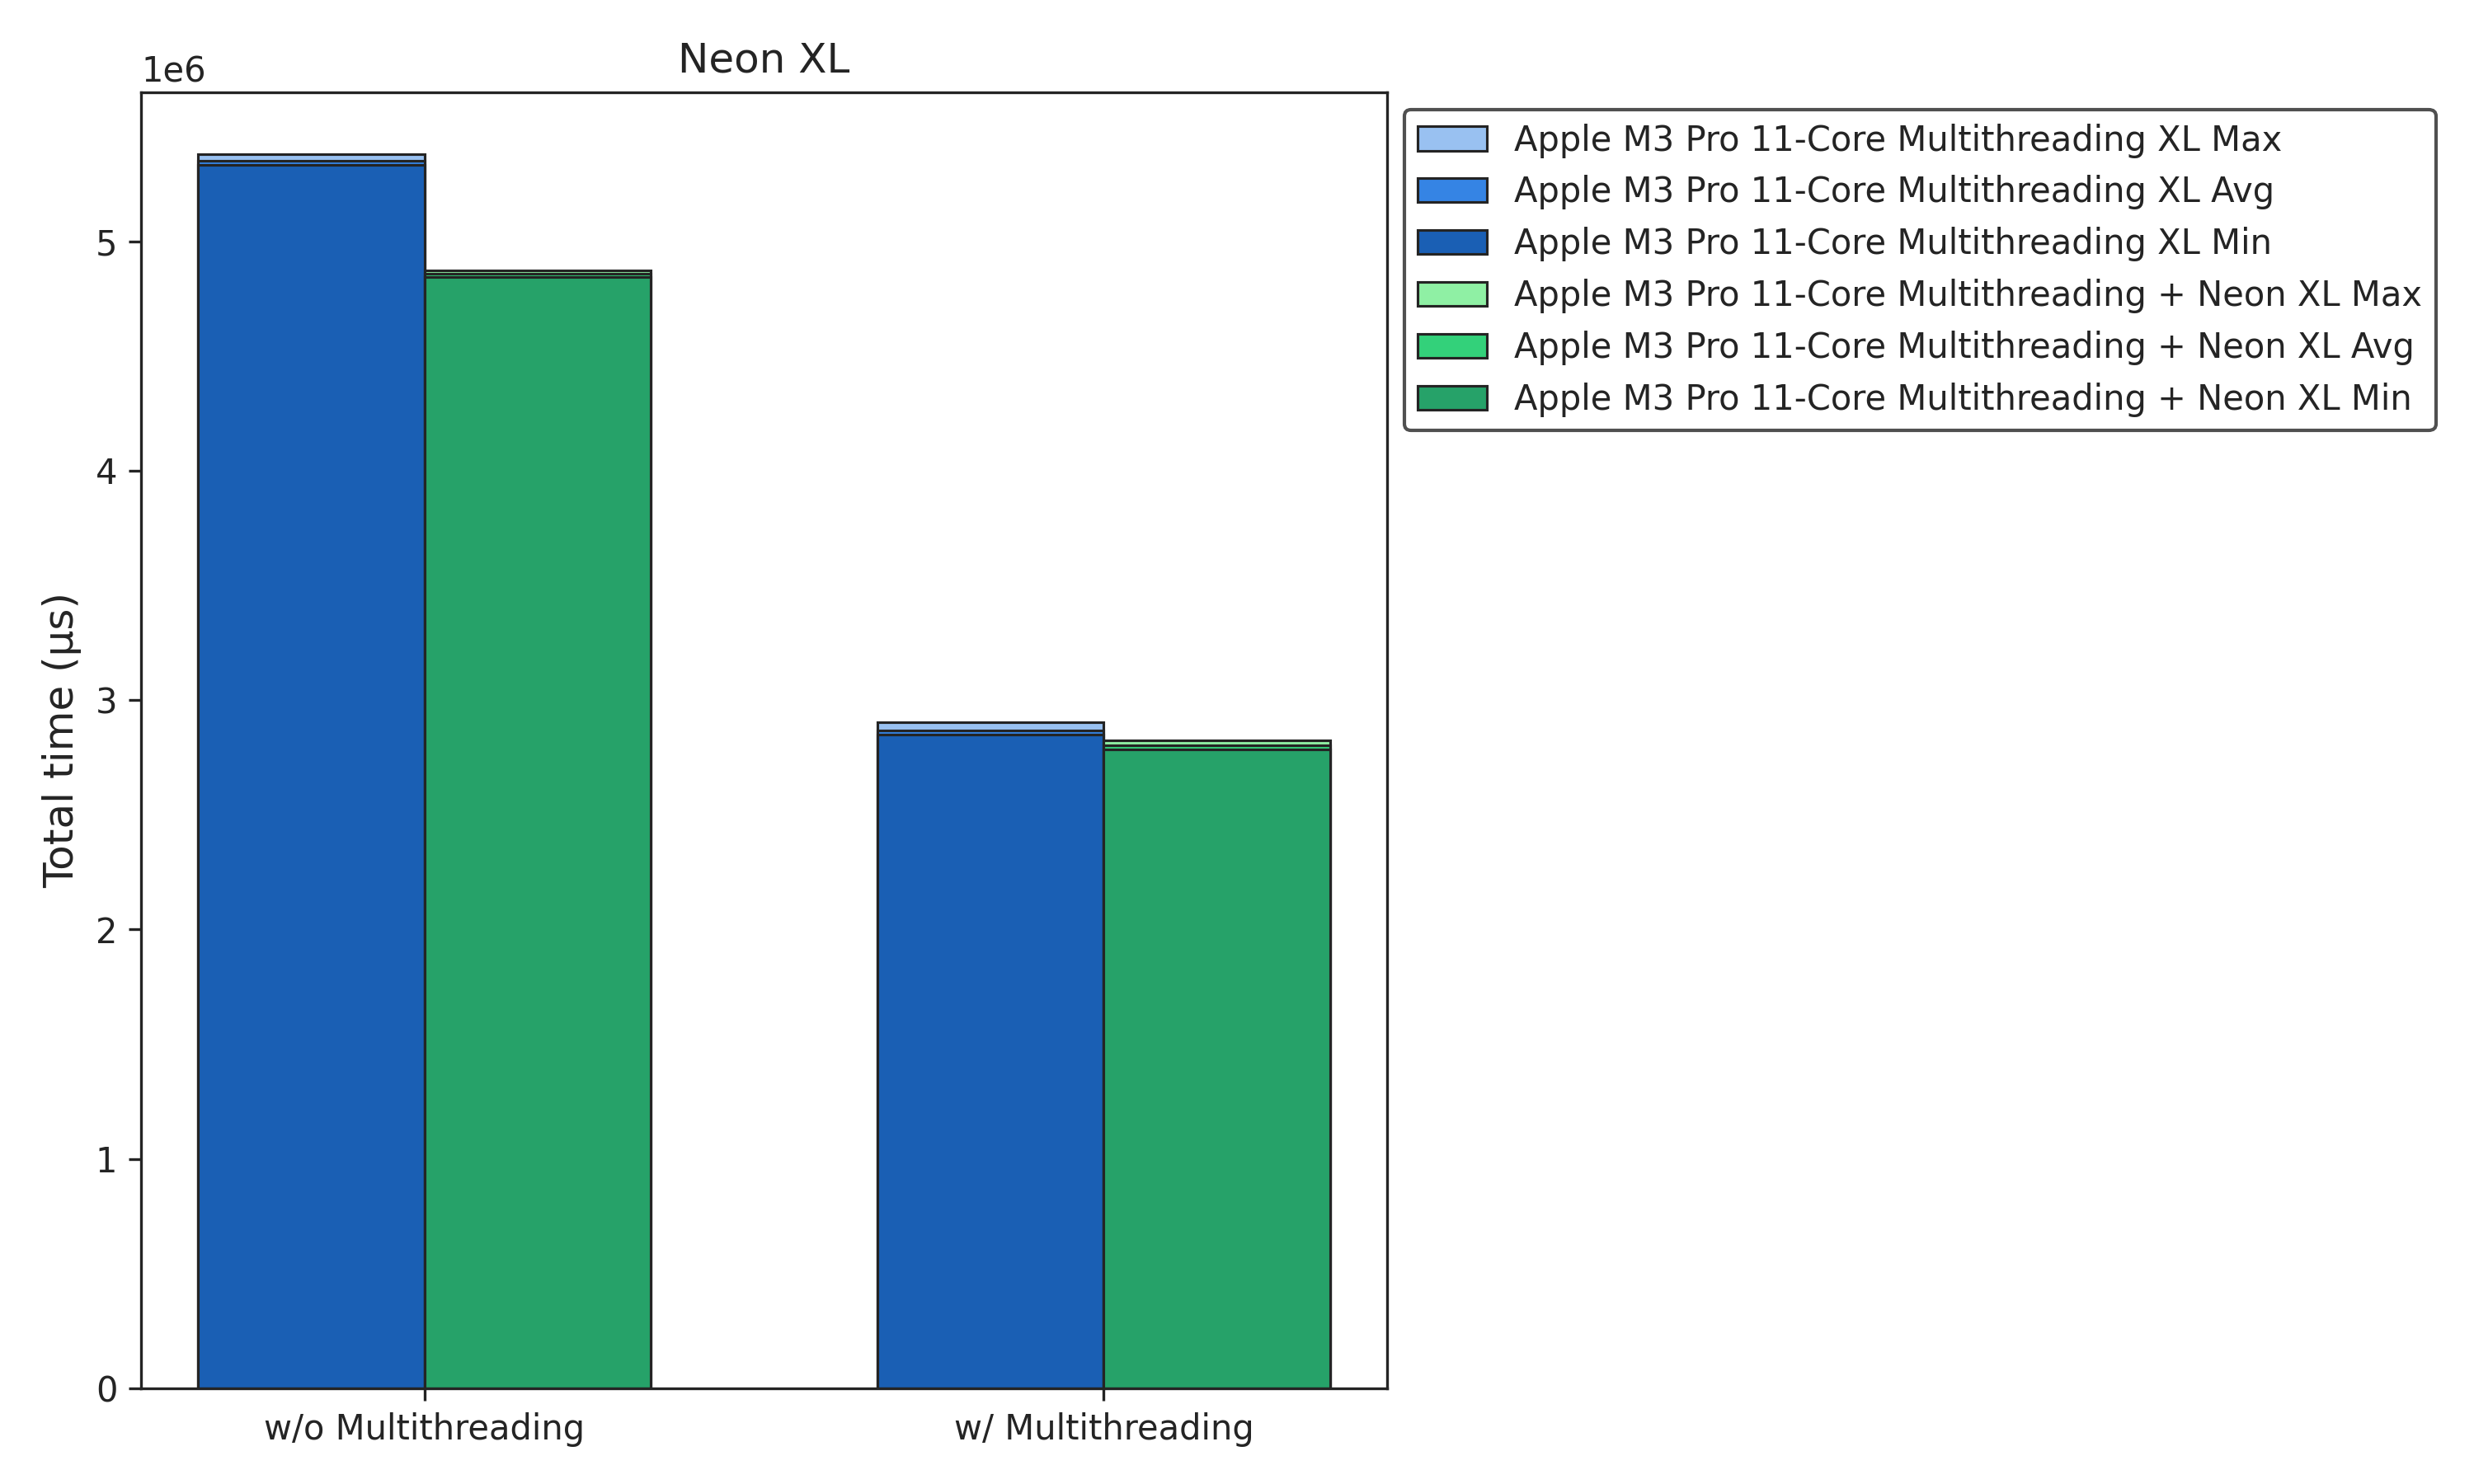 Neon XL
1e6
Total time (µs)
5
4
3
2
1
0
w/o Multithreading
w/ Multithreading
Apple M3 Pro 11-Core Multithreading XL Max
Apple M3 Pro 11-Core Multithreading XL Avg
Apple M3 Pro 11-Core Multithreading XL Min
Apple M3 Pro 11-Core Multithreading + Neon XL Max
Apple M3 Pro 11-Core Multithreading + Neon XL Avg
Apple M3 Pro 11-Core Multithreading + Neon XL Min